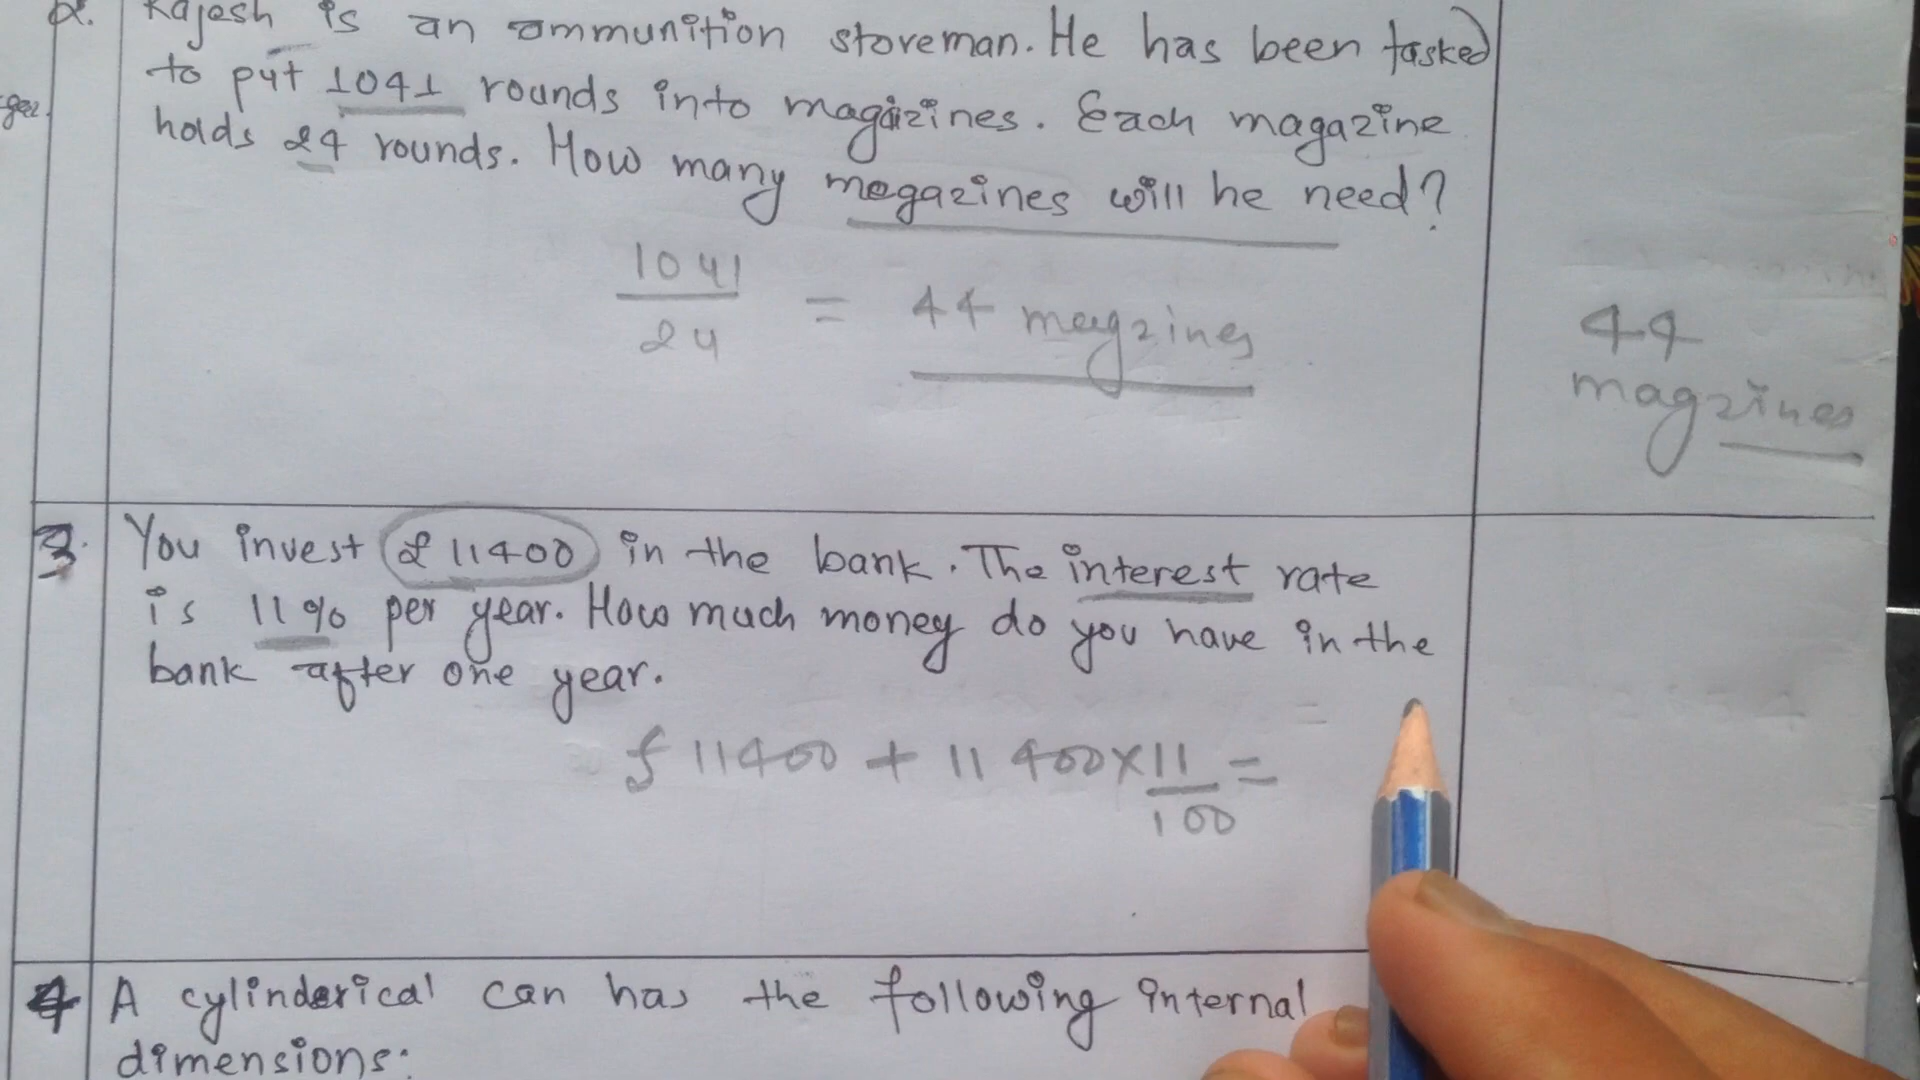 2. Rajesh is an ammunition storeman. He has been tasked
to put 1041 rounds into magazines. Each magazine
holds 24 rounds. How many magazines will he need?
1041
24
= 44 magzines
44
magzines
3. You invest £11400 in the bank. The interest rate
is 11% per year. How much money do you have in the
bank after one year.
£11400 + 11400 × 11 =
100
4 A cylinderical can has the following internal
dimensions: